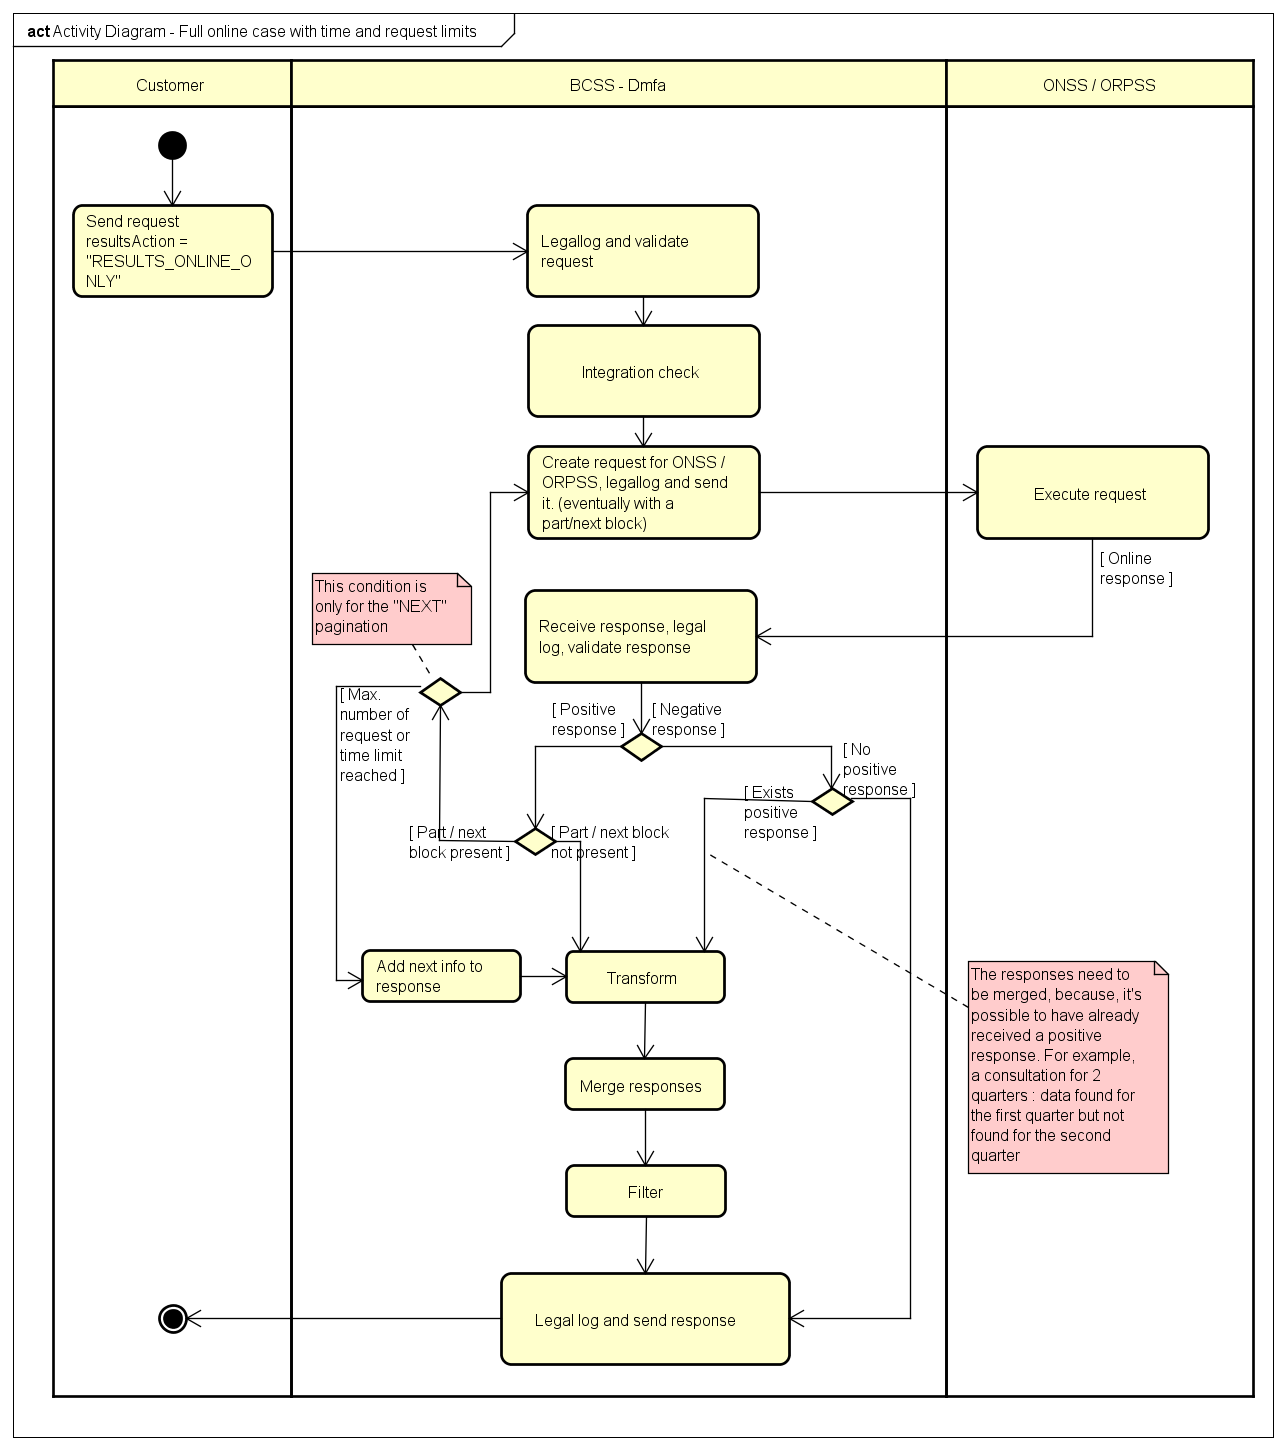 act Activity Diagram - Full online case with time and request limits
Customer
BCSS - Dmfa
ONSS / ORPSS
Send request
resultsAction =
"RESULTS_ONLINE_O
NLY"
Legallog and validate
request
Integration check
Create request for ONSS /
ORPSS, legallog and send
it. (eventually with a
part/next block)
Execute request
[ Online
response ]
This condition is
only for the "NEXT"
pagination
Receive response, legal
log, validate response
[ Max.
number of
request or
time limit
reached ]
[ Positive
response ]
[ Negative
response ]
[ No
positive
response ]
[ Exists
positive
response ]
[ Part / next
block present ]
[ Part / next block
not present ]
Add next info to
response
Transform
The responses need to
be merged, because, it's
possible to have already
received a positive
response. For example,
a consultation for 2
quarters : data found for
the first quarter but not
found for the second
quarter
Merge responses
Filter
Legal log and send response